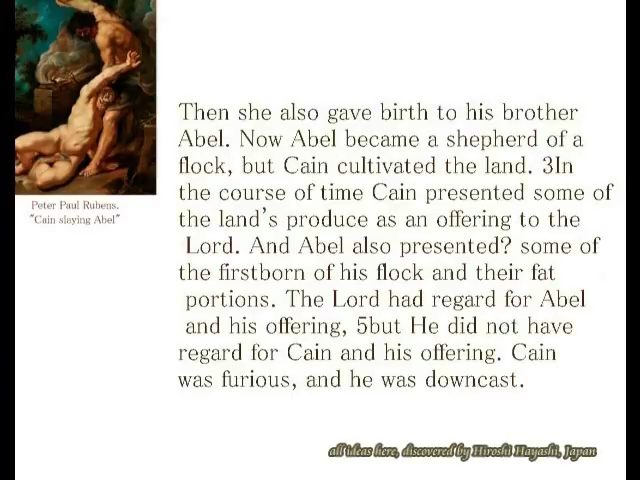 Peter Paul Rubens.
"Cain slaying Abel"
Then she also gave birth to his brother
Abel. Now Abel became a shepherd of a
flock, but Cain cultivated the land. 3In
the course of time Cain presented some of
the land's produce as an offering to the
Lord. And Abel also presented? some of
the firstborn of his flock and their fat
portions. The Lord had regard for Abel
and his offering, 5but He did not have
regard for Cain and his offering. Cain
was furious, and he was downcast.
all ideas here, discovered by Hiroshi Hayashi, Japan